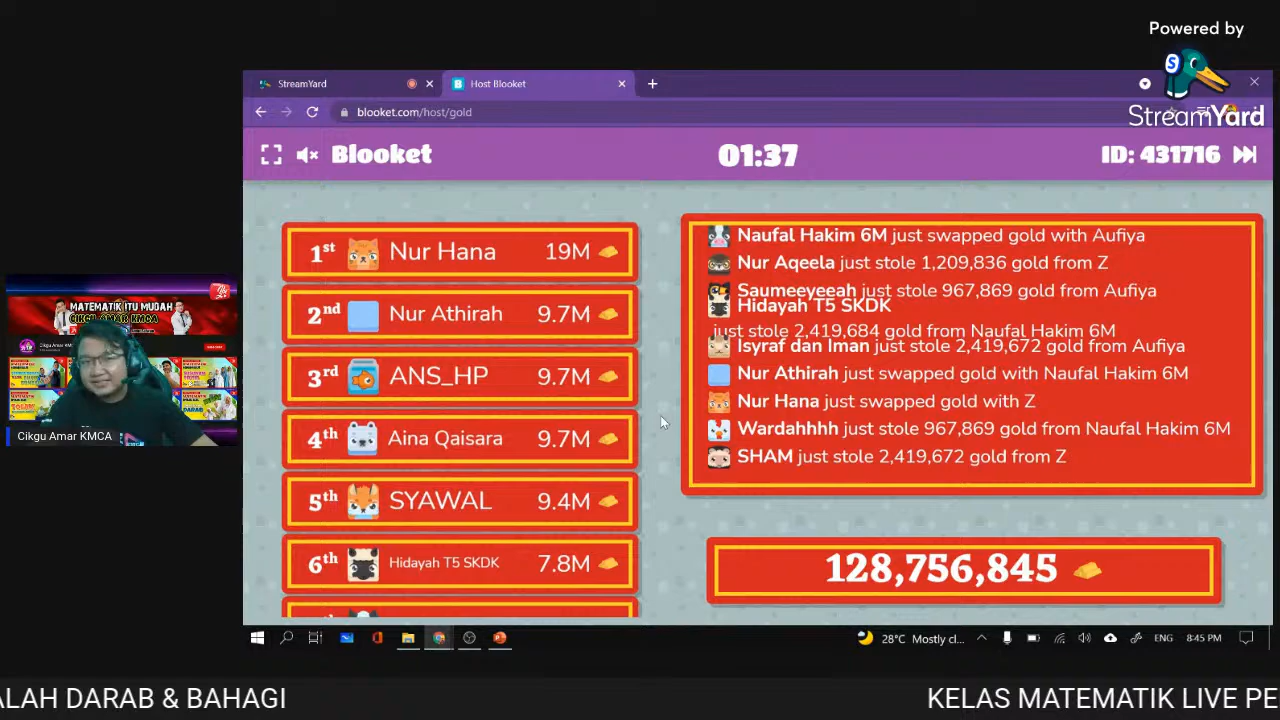 Powered by
StreamYard
StreamYard
Host Blooket
blooket.com/host/gold
Blooket
01:37
ID: 431716
1st Nur Hana 19M
2nd Nur Athirah 9.7M
3rd ANS_HP 9.7M
4th Aina Qaisara 9.7M
5th SYAWAL 9.4M
6th Hidayah T5 SKDK 7.8M
Naufal Hakim 6M just swapped gold with Aufiya
Nur Aqeela just stole 1,209,836 gold from Z
Saumeeyeeah just stole 967,869 gold from Aufiya
Hidayah T5 SKDK
just stole 2,419,684 gold from Naufal Hakim 6M
Isyraf dan Iman just stole 2,419,672 gold from Aufiya
Nur Athirah just swapped gold with Naufal Hakim 6M
Nur Hana just swapped gold with Z
Wardahhhh just stole 967,869 gold from Naufal Hakim 6M
SHAM just stole 2,419,672 gold from Z
128,756,845
MATEMATIK ITU MUDAH
CIKGU AMAR KMCA
Cikgu Amar KMCA
Cikgu Amar KMCA
28°C Mostly cl...
ENG
8:45 PM
ALAH DARAB & BAHAGI
KELAS MATEMATIK LIVE PE